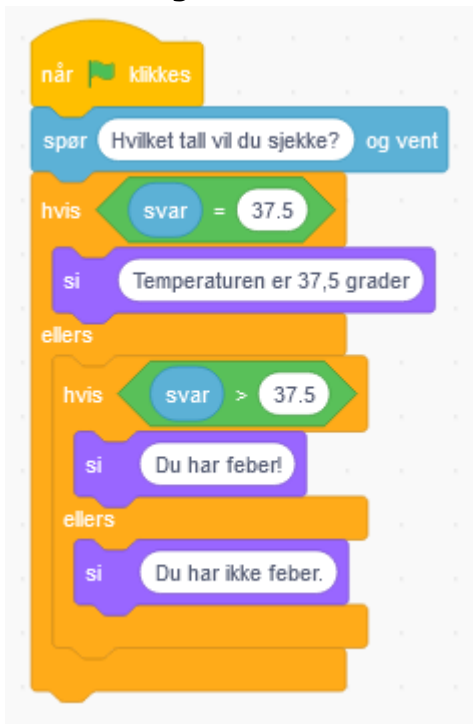 når klikkes
spør Hvilket tall vil du sjekke? og vent
hvis svar = 37.5
si Temperaturen er 37,5 grader
ellers
hvis svar > 37.5
si Du har feber!
ellers
si Du har ikke feber.